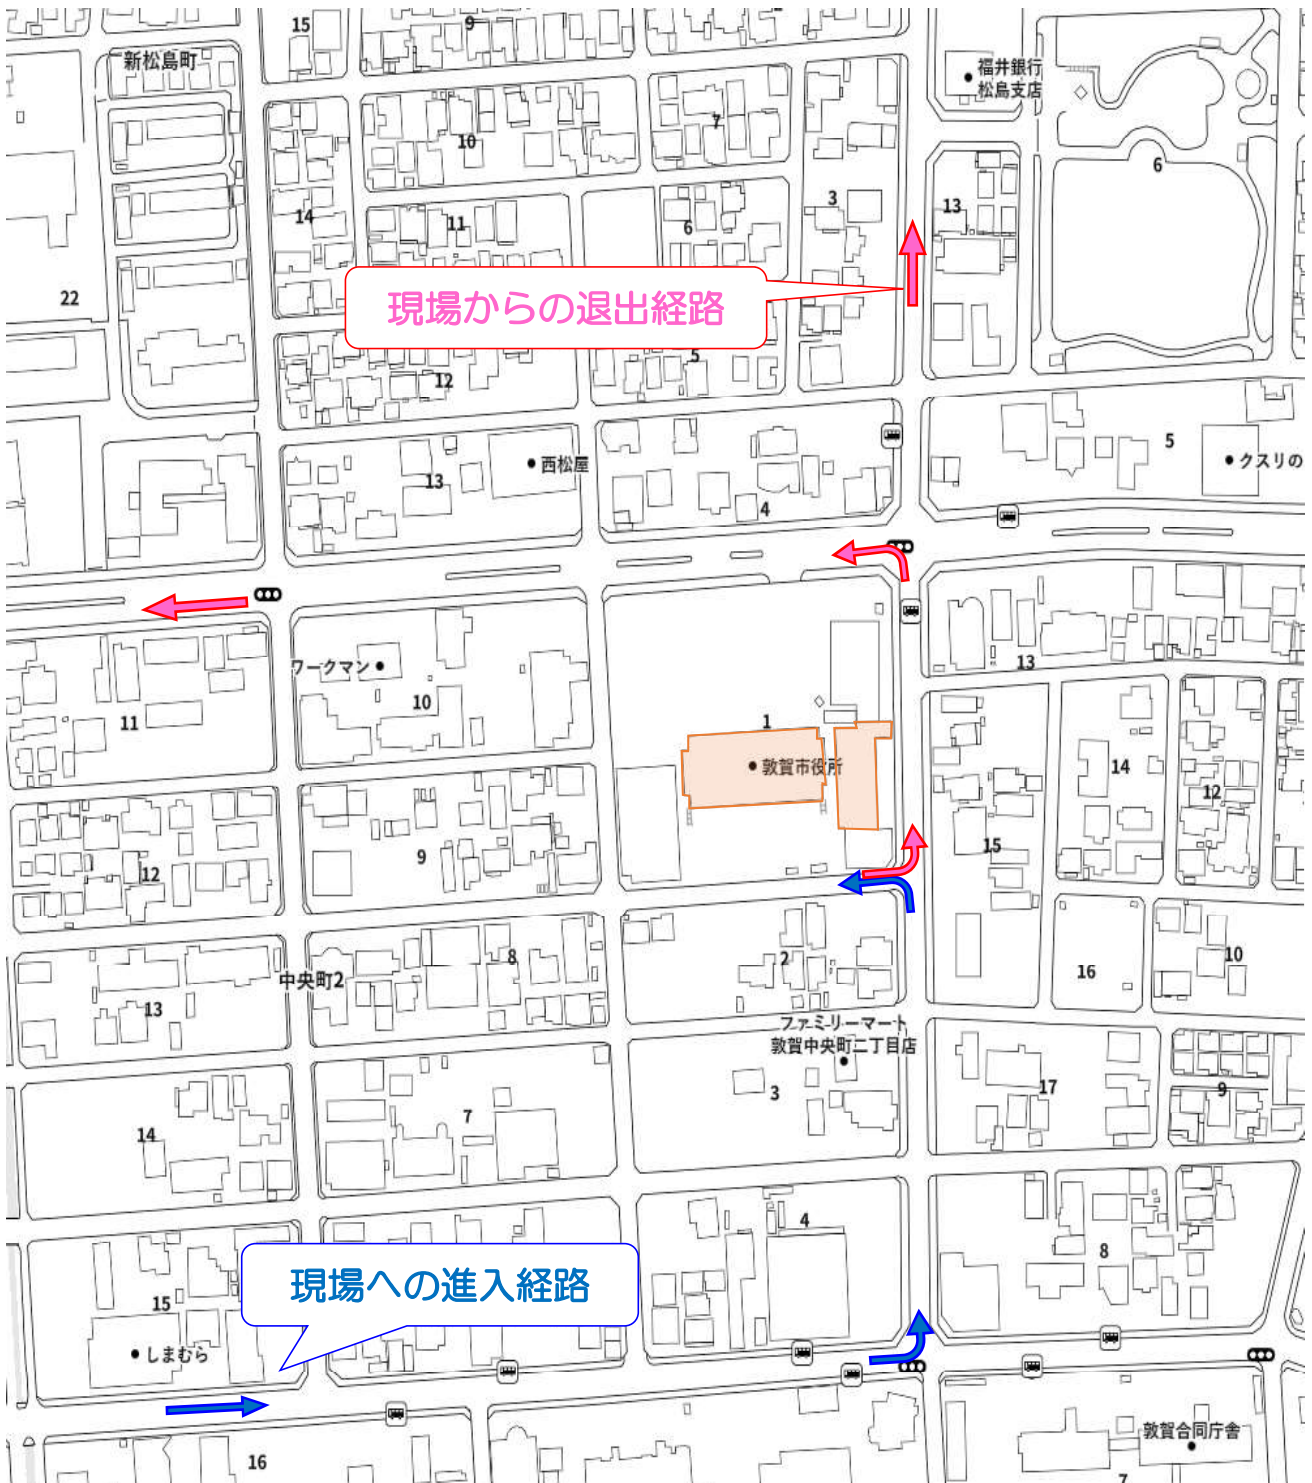 15
9
新松島町
福井銀行
松島支店
7
10
6
14
11
6
3
13
22
現場からの退出経路
5
12
13
西松屋
4
5
クスリの
ワークマン
10
11
13
1
敦賀市役所
14
12
15
9
12
中央町2
8
2
16
10
13
ファミリーマート
敦賀中央町二丁目店
3
17
9
7
14
4
8
現場への進入経路
15
しまむら
敦賀合同庁舎
16
7